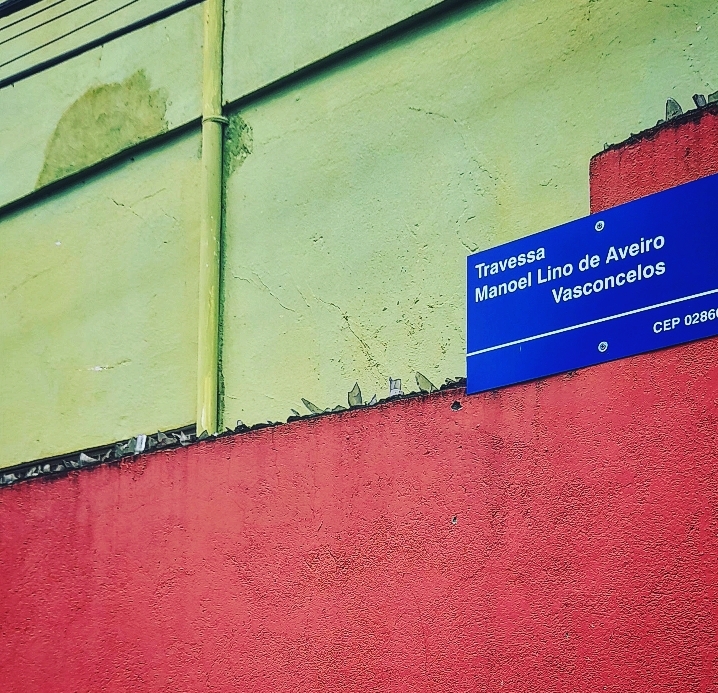 Travessa
Manoel Lino de Aveiro
Vasconcelos
CEP 0286